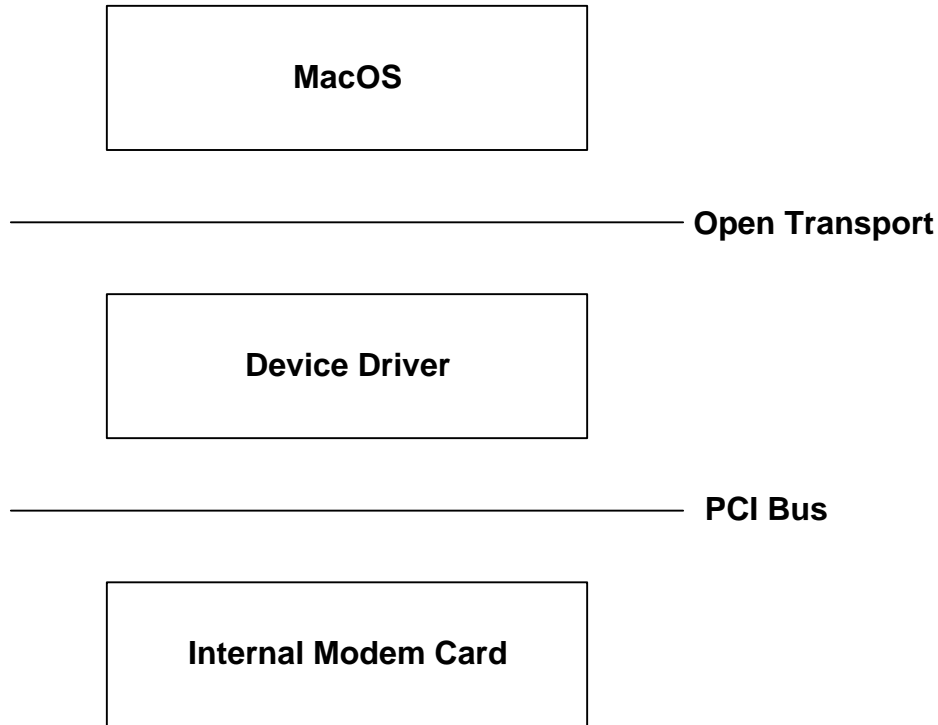 MacOS
Open Transport
Device Driver
PCI Bus
Internal Modem Card